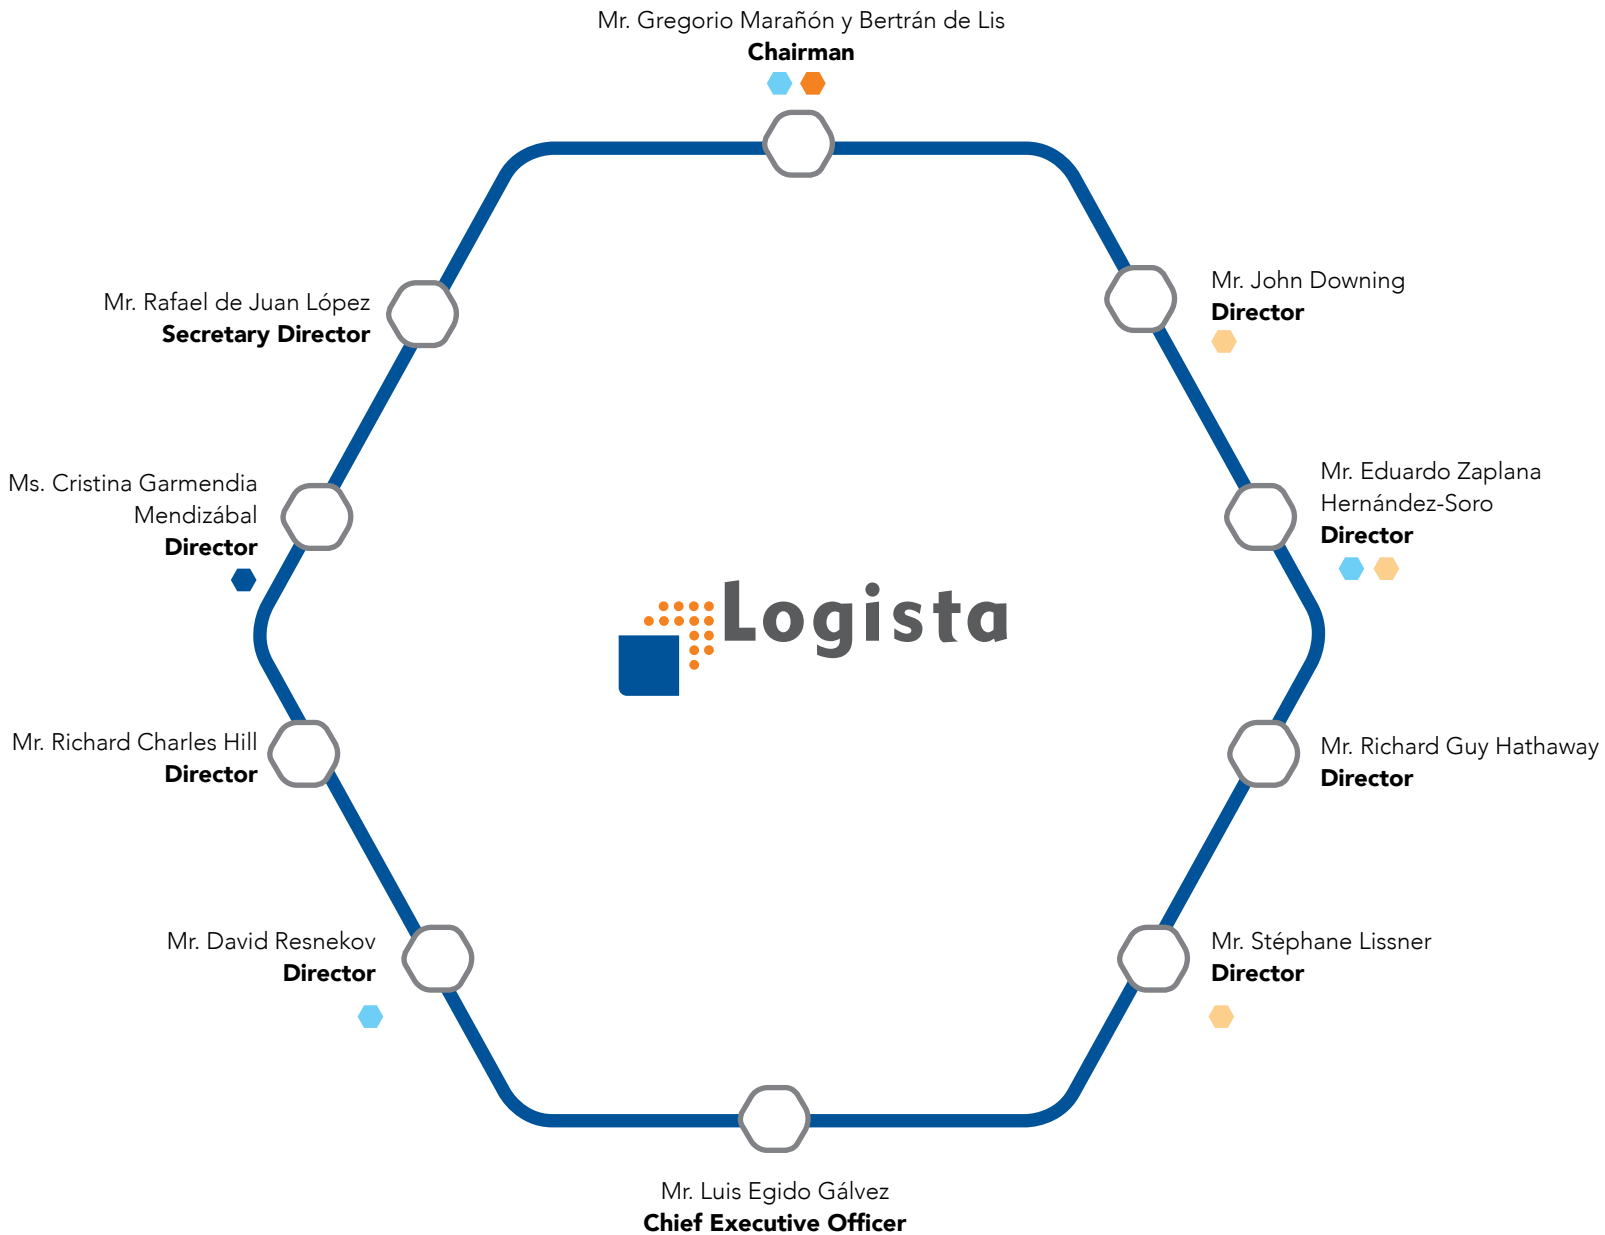 Mr. Gregorio Marañón y Bertrán de Lis
Chairman
Mr. Rafael de Juan López
Secretary Director
Mr. John Downing
Director
Ms. Cristina Garmendia
Mendizábal
Director
Mr. Eduardo Zaplana
Hernández-Soro
Director
Logista
Mr. Richard Charles Hill
Director
Mr. Richard Guy Hathaway
Director
Mr. David Resnekov
Director
Mr. Stéphane Lissner
Director
Mr. Luis Egido Gálvez
Chief Executive Officer